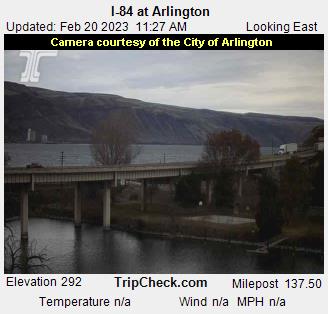 I-84 at Arlington
Updated: Feb 20 2023 11:27 AM Looking East
Camera courtesy of the City of Arlington
Elevation 292 TripCheck.com Milepost 137.50
Temperature n/a Wind n/a MPH n/a